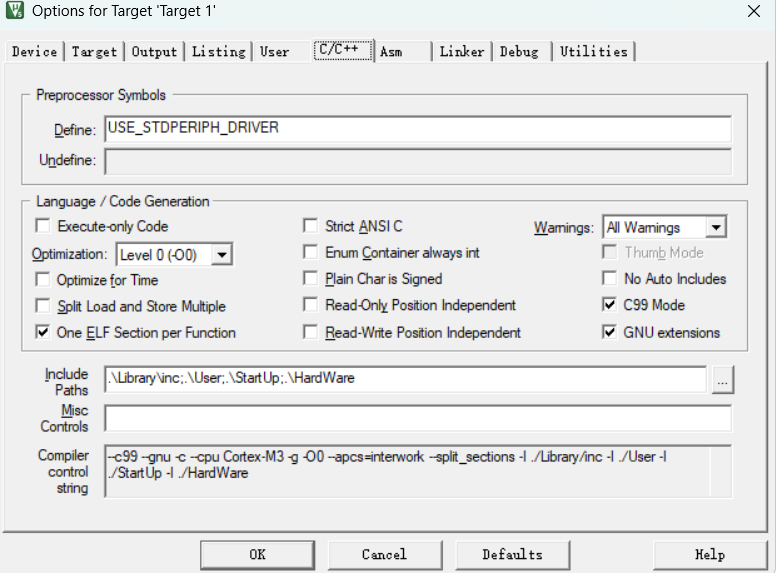 Options for Target 'Target 1'
Device Target Output Listing User C/C++ Asm Linker Debug Utilities
Preprocessor Symbols
Define: USE_STDPERIPH_DRIVER
Undefine:
Language / Code Generation
Execute-only Code Strict ANSI C Warnings: All Warnings
Optimization: Level 0 (-O0) Enum Container always int Thumb Mode
Optimize for Time Plain Char is Signed No Auto Includes
Split Load and Store Multiple Read-Only Position Independent C99 Mode
One ELF Section per Function Read-Write Position Independent GNU extensions
Include Paths .\Library\inc;.\User;.\StartUp;.\HardWare ...
Misc Controls
Compiler control string --c99 --gnu -c --cpu Cortex-M3 -g -O0 --apcs=interwork --split_sections -I ./Library/inc -I ./User -I
./StartUp -I ./HardWare
OK Cancel Defaults Help